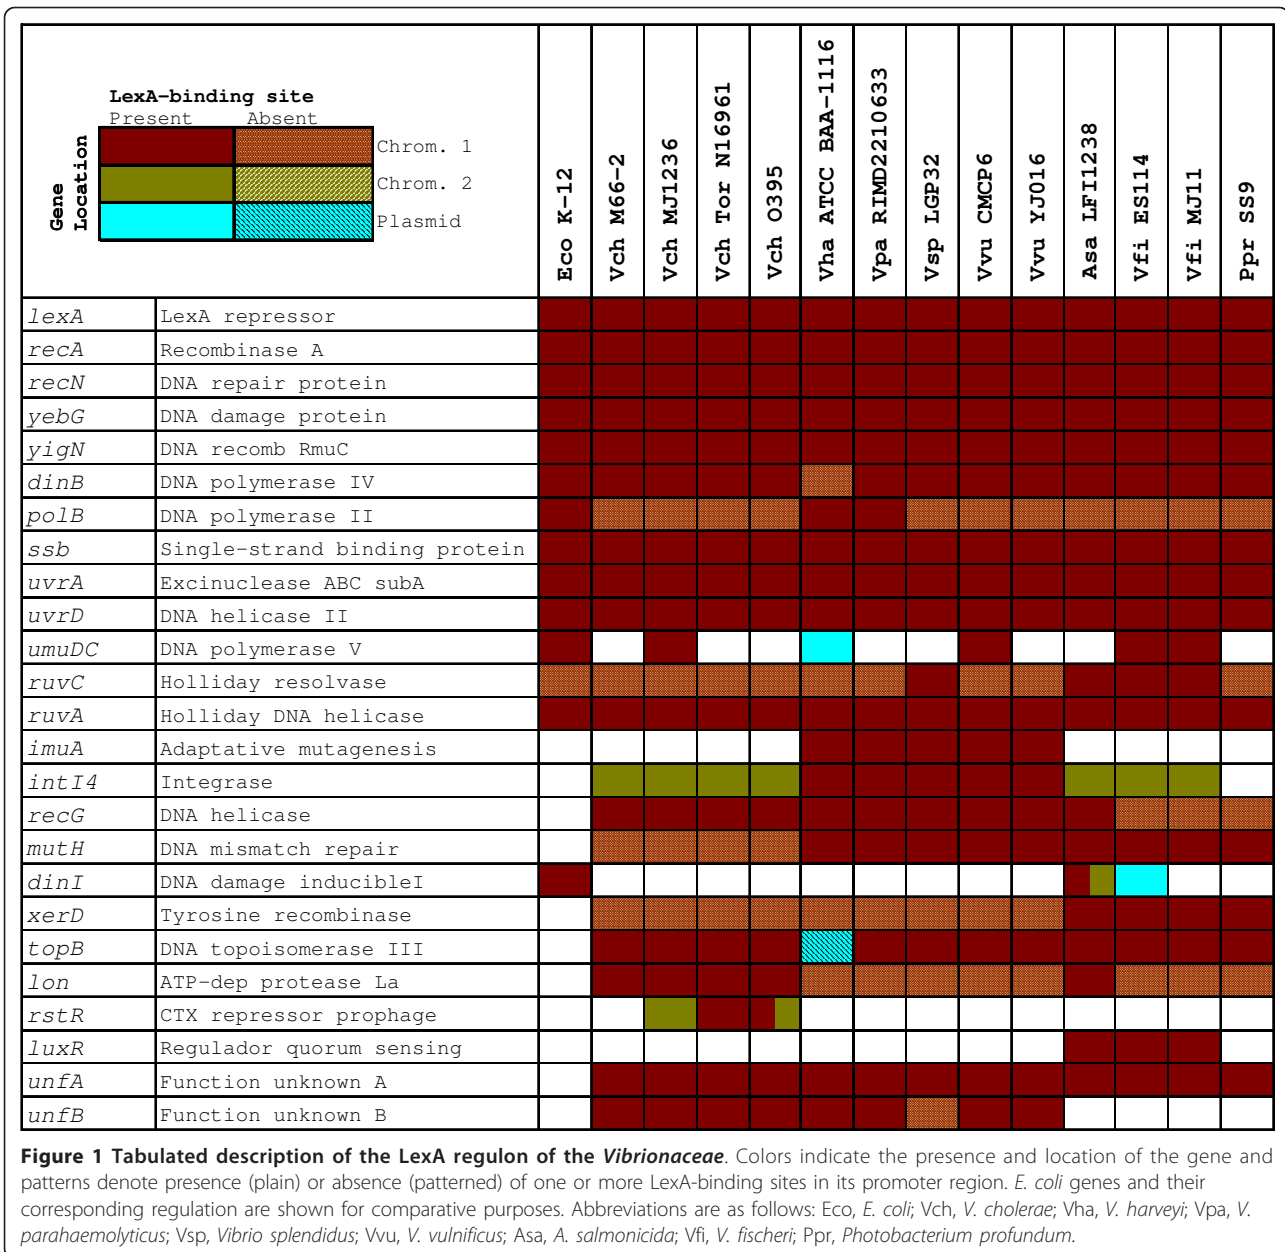 LexA-binding site
Present Absent
Gene Location
Chrom. 1
Chrom. 2
Plasmid
Eco K-12
Vch M66-2
Vch MJ1236
Vch Tor N16961
Vch O395
Vha ATCC BAA-1116
Vpa RIMD2210633
Vsp LGP32
Vvu CMCP6
Vvu YJ016
Asa LFI1238
Vfi ES114
Vfi MJ11
Ppr SS9
lexA LexA repressor
recA Recombinase A
recN DNA repair protein
yebG DNA damage protein
yigN DNA recomb RmuC
dinB DNA polymerase IV
polB DNA polymerase II
ssb Single-strand binding protein
uvrA Excinuclease ABC subA
uvrD DNA helicase II
umuDC DNA polymerase V
ruvC Holliday resolvase
ruvA Holliday DNA helicase
imuA Adaptative mutagenesis
intI4 Integrase
recG DNA helicase
mutH DNA mismatch repair
dinI DNA damage inducibleI
xerD Tyrosine recombinase
topB DNA topoisomerase III
lon ATP-dep protease La
rstR CTX repressor prophage
luxR Regulador quorum sensing
unfA Function unknown A
unfB Function unknown B
Figure 1 Tabulated description of the LexA regulon of the Vibrionaceae. Colors indicate the presence and location of the gene and
patterns denote presence (plain) or absence (patterned) of one or more LexA-binding sites in its promoter region. E. coli genes and their
corresponding regulation are shown for comparative purposes. Abbreviations are as follows: Eco, E. coli; Vch, V. cholerae; Vha, V. harveyi; Vpa, V.
parahaemolyticus; Vsp, Vibrio splendidus; Vvu, V. vulnificus; Asa, A. salmonicida; Vfi, V. fischeri; Ppr, Photobacterium profundum.